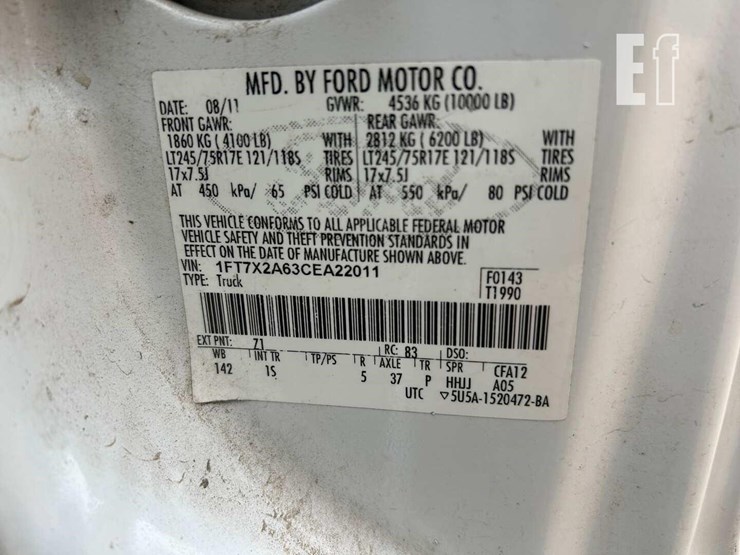 Ef
MFD. BY FORD MOTOR CO.
DATE: 08/11 GVWR: 4536 KG (10000 LB)
FRONT GAWR: REAR GAWR:
1860 KG ( 4100 LB) WITH 2812 KG ( 6200 LB) WITH
LT245/75R17E 121/118S TIRES LT245/75R17E 121/118S TIRES
17x7.5J RIMS 17x7.5J RIMS
AT 450 kPa/ 65 PSI COLD AT 550 kPa/ 80 PSI COLD
THIS VEHICLE CONFORMS TO ALL APPLICABLE FEDERAL MOTOR
VEHICLE SAFETY AND THEFT PREVENTION STANDARDS IN
EFFECT ON THE DATE OF MANUFACTURE SHOWN ABOVE.
VIN: 1FT7X2A63CEA22011 F0143
TYPE: Truck T1990
EXT PNT: 71 RC: 83 DSO:
WB INT TR TP/PS R AXLE TR SPR CFA12
142 1S 5 37 P HHJJ A05
UTC ▽5U5A-1520472-BA